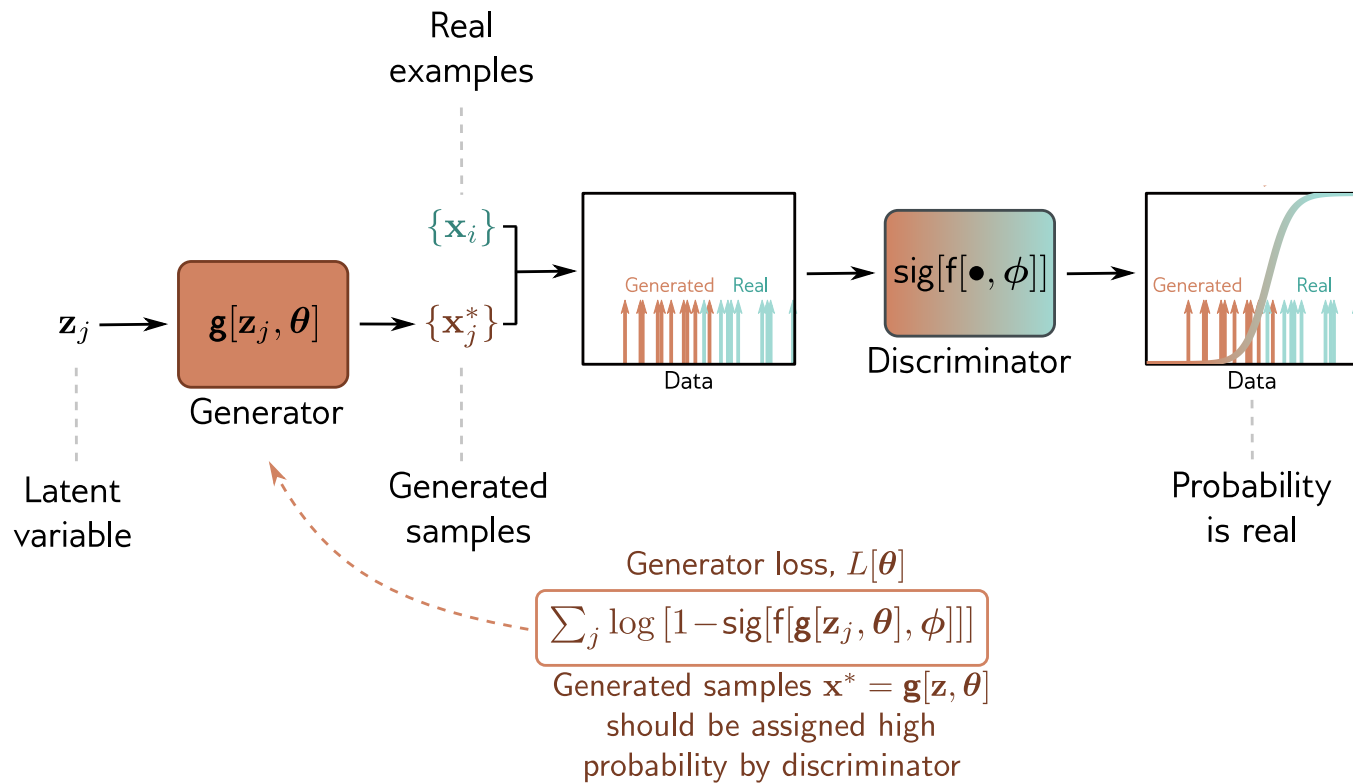 Real
examples
{x_i}
z_j
g[z_j, θ]
Generator
{x_j^*}
Generated Real
Data
sig[f[•, ϕ]]
Discriminator
Generated Real
Data
Latent
variable
Generated
samples
Probability
is real
Generator loss, L[θ]
∑_j log [1−sig[f[g[z_j, θ], ϕ]]]
Generated samples x* = g[z, θ]
should be assigned high
probability by discriminator